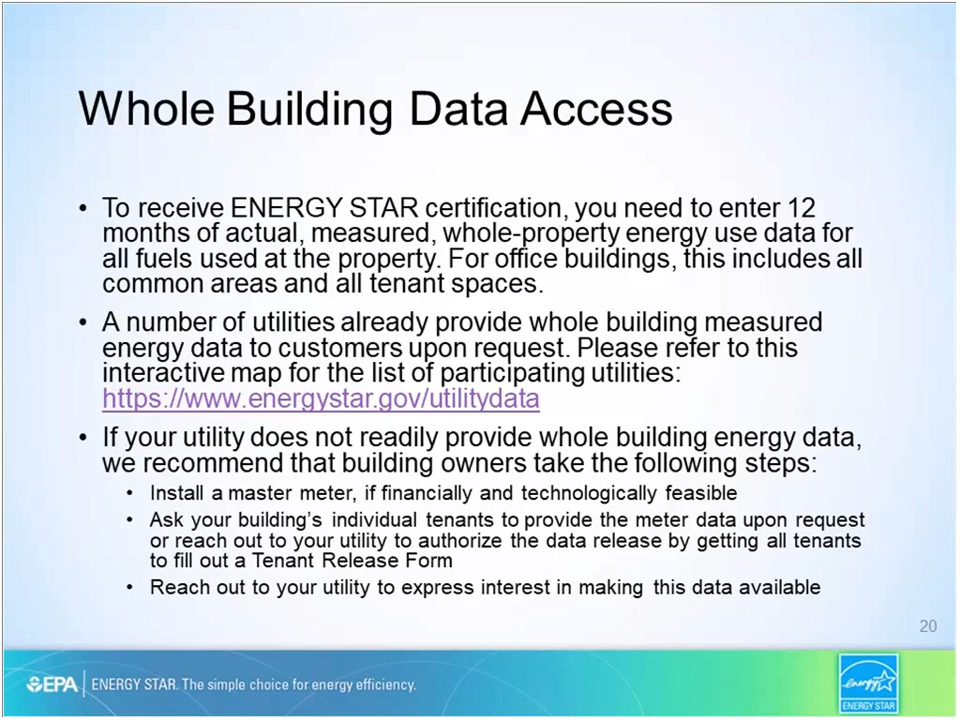 Whole Building Data Access
• To receive ENERGY STAR certification, you need to enter 12
months of actual, measured, whole-property energy use data for
all fuels used at the property. For office buildings, this includes all
common areas and all tenant spaces.
• A number of utilities already provide whole building measured
energy data to customers upon request. Please refer to this
interactive map for the list of participating utilities:
https://www.energystar.gov/utilitydata
• If your utility does not readily provide whole building energy data,
we recommend that building owners take the following steps:
• Install a master meter, if financially and technologically feasible
• Ask your building’s individual tenants to provide the meter data upon request
or reach out to your utility to authorize the data release by getting all tenants
to fill out a Tenant Release Form
• Reach out to your utility to express interest in making this data available
20
EPA ENERGY STAR. The simple choice for energy efficiency.
energy
ENERGY STAR